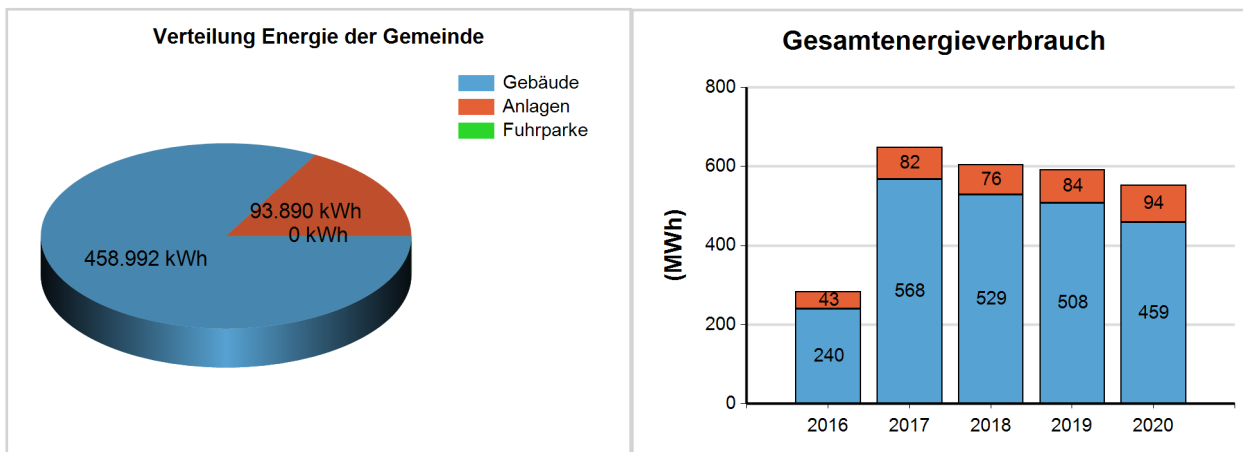 Verteilung Energie der Gemeinde
Gebäude
Anlagen
Fuhrparke
93.890 kWh
0 kWh
458.992 kWh
Gesamtenergieverbrauch
(MWh)
800
600
400
200
0
82
76
84
94
43
568
529
508
459
240
2016 2017 2018 2019 2020